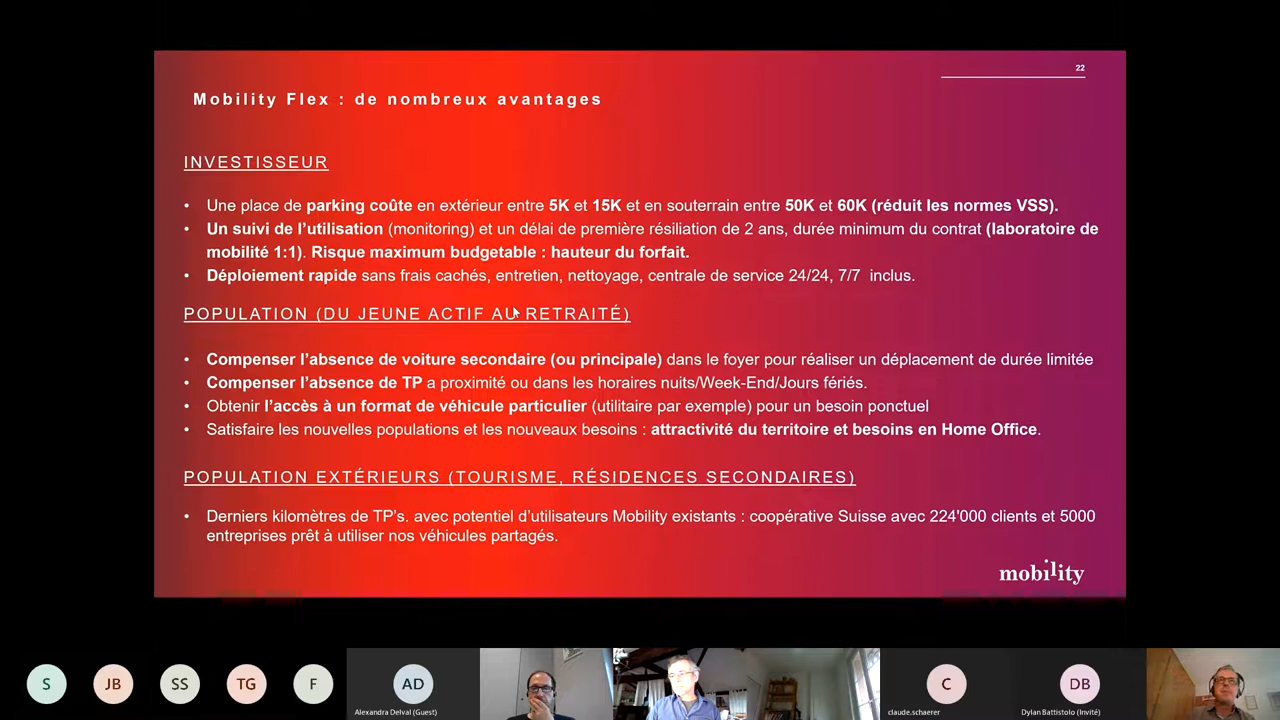 22
Mobility Flex : de nombreux avantages
INVESTISSEUR
• Une place de parking coûte en extérieur entre 5K et 15K et en souterrain entre 50K et 60K (réduit les normes VSS).
• Un suivi de l’utilisation (monitoring) et un délai de première résiliation de 2 ans, durée minimum du contrat (laboratoire de
mobilité 1:1). Risque maximum budgetable : hauteur du forfait.
• Déploiement rapide sans frais cachés, entretien, nettoyage, centrale de service 24/24, 7/7 inclus.
POPULATION (DU JEUNE ACTIF AU RETRAITÉ)
• Compenser l’absence de voiture secondaire (ou principale) dans le foyer pour réaliser un déplacement de durée limitée
• Compenser l’absence de TP a proximité ou dans les horaires nuits/Week-End/Jours fériés.
• Obtenir l’accès à un format de véhicule particulier (utilitaire par exemple) pour un besoin ponctuel
• Satisfaire les nouvelles populations et les nouveaux besoins : attractivité du territoire et besoins en Home Office.
POPULATION EXTÉRIEURS (TOURISME, RÉSIDENCES SECONDAIRES)
• Derniers kilomètres de TP’s. avec potentiel d’utilisateurs Mobility existants : coopérative Suisse avec 224'000 clients et 5000
entreprises prêt à utiliser nos véhicules partagés.
mobility
S JB SS TG F AD C DB
Alexandra Delval (Guest) claude.schaerer Dylan Battistolo (Invité)